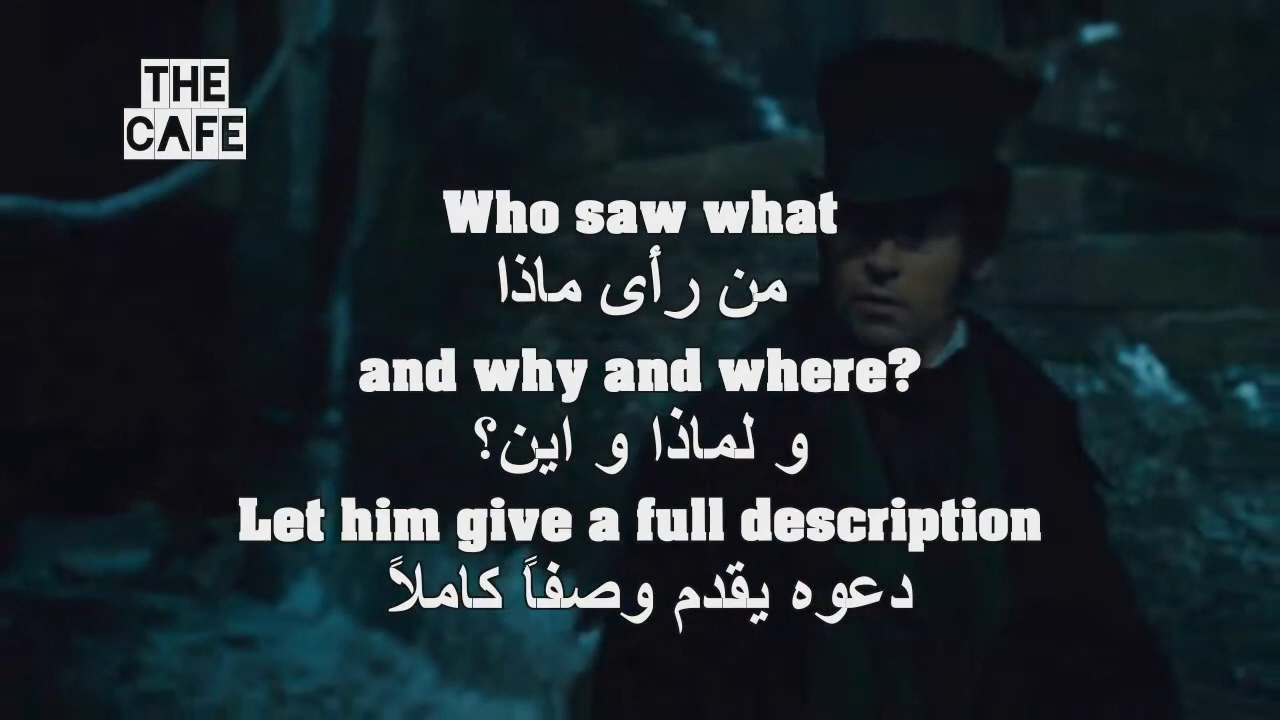 THE
CAFE
Who saw what
من رأى ماذا
and why and where?
و لماذا و اين؟
Let him give a full description
دعوه يقدم وصفاً كاملاً